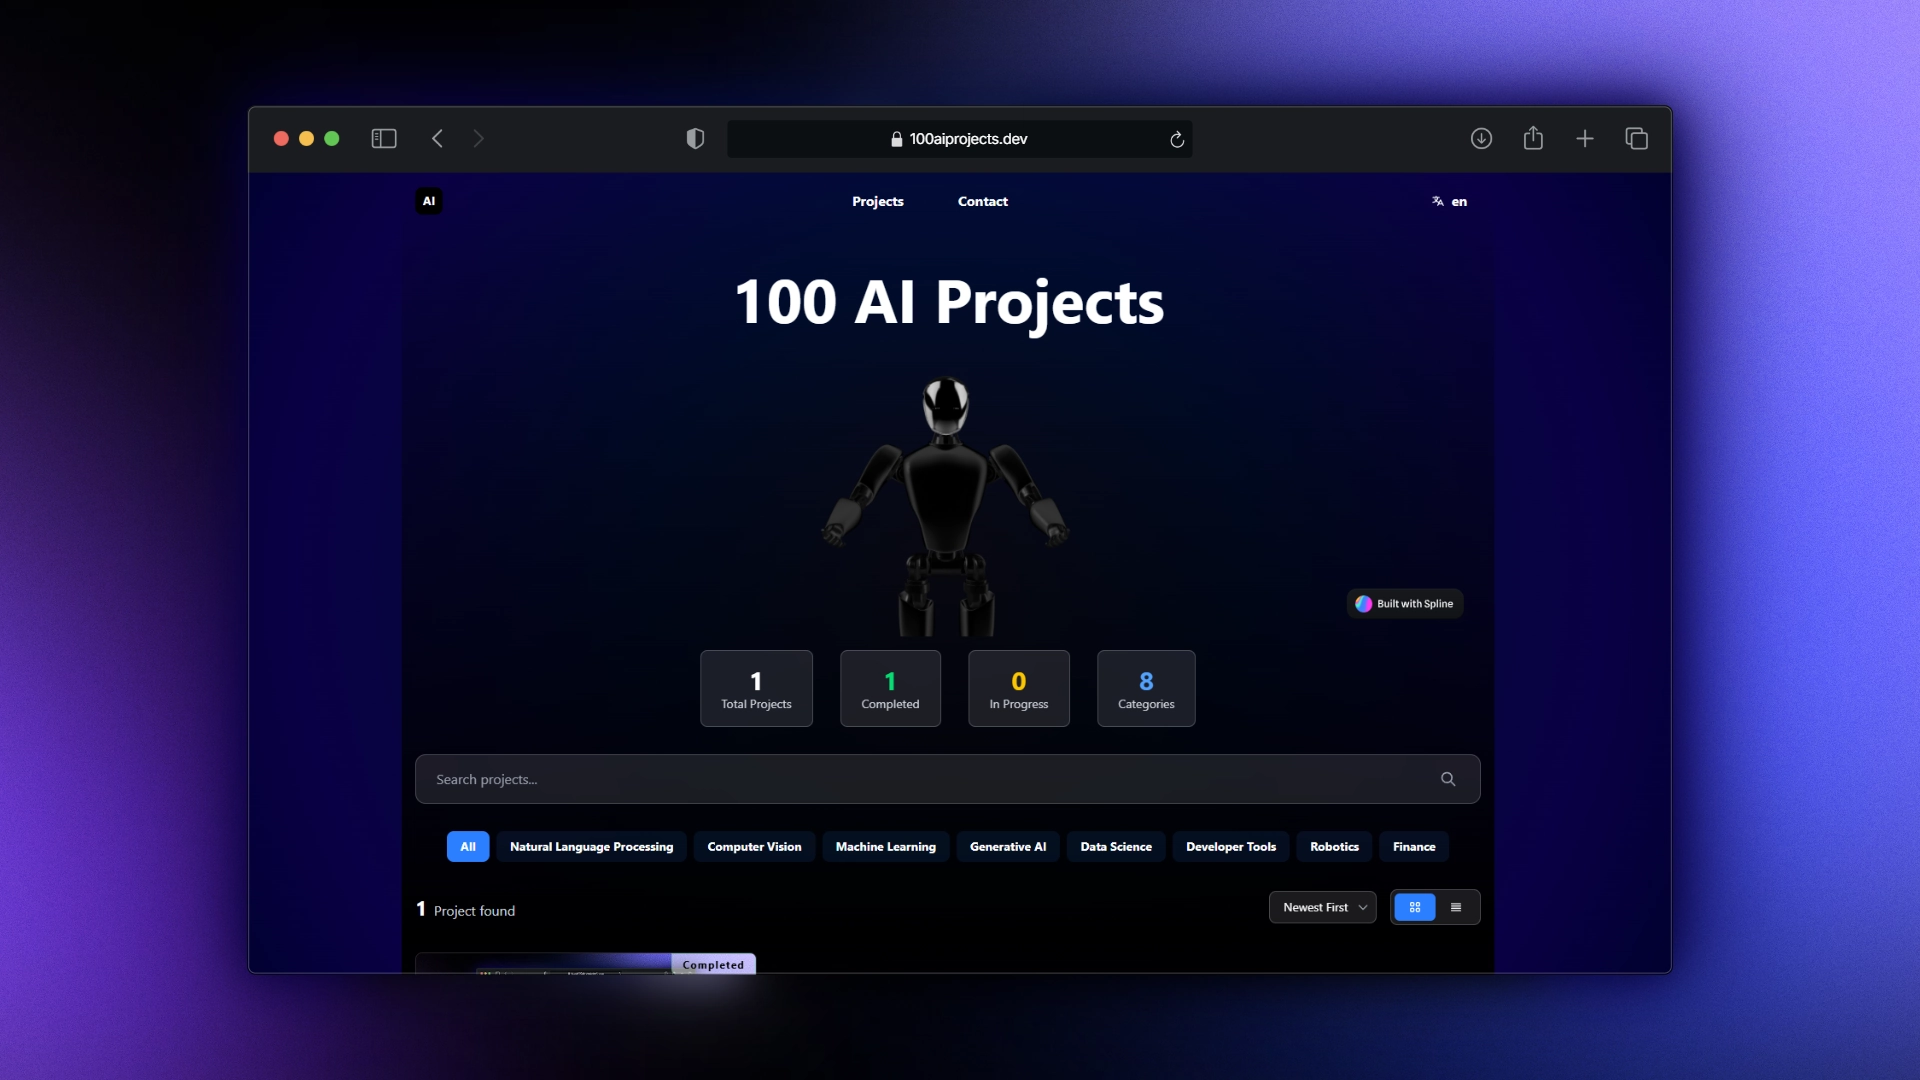 100aiprojects.dev
AI
Projects
Contact
en
100 AI Projects
Built with Spline
1
Total Projects
1
Completed
0
In Progress
8
Categories
Search projects...
All
Natural Language Processing
Computer Vision
Machine Learning
Generative AI
Data Science
Developer Tools
Robotics
Finance
1 Project found
Newest First
Completed